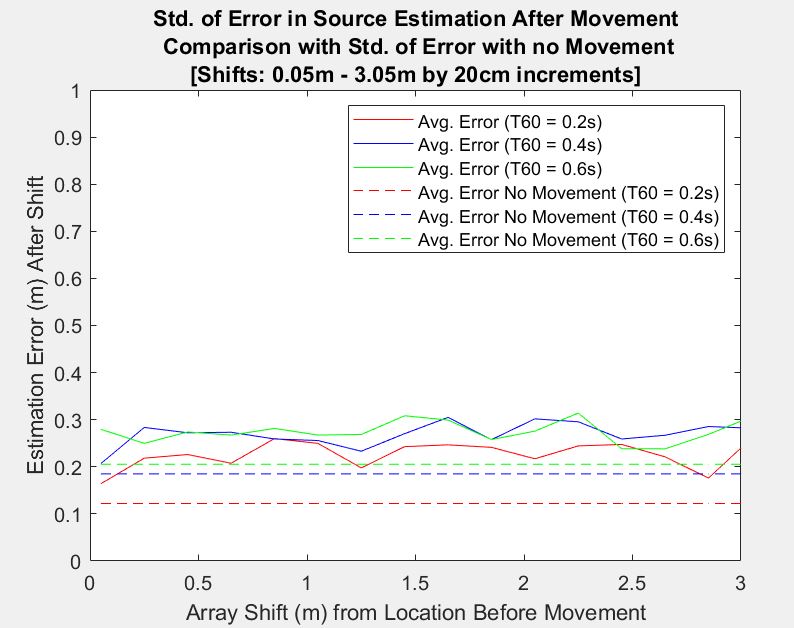 Std. of Error in Source Estimation After Movement
Comparison with Std. of Error with no Movement
[Shifts: 0.05m - 3.05m by 20cm increments]
1
0.9
0.8
0.7
0.6
0.5
0.4
0.3
0.2
0.1
0
Estimation Error (m) After Shift
Avg. Error (T60 = 0.2s)
Avg. Error (T60 = 0.4s)
Avg. Error (T60 = 0.6s)
Avg. Error No Movement (T60 = 0.2s)
Avg. Error No Movement (T60 = 0.4s)
Avg. Error No Movement (T60 = 0.6s)
0 0.5 1 1.5 2 2.5 3
Array Shift (m) from Location Before Movement